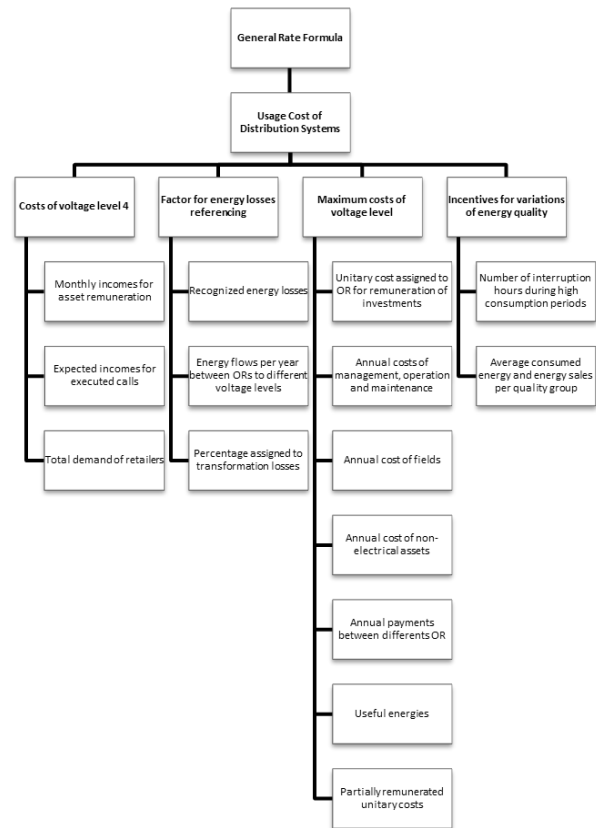 General Rate Formula
Usage Cost of
Distribution Systems
Costs of voltage level 4
Monthly incomes for
asset remuneration
Expected incomes for
executed calls
Total demand of retailers
Factor for energy losses
referencing
Recognized energy losses
Energy flows per year
between ORs to different
voltage levels
Percentage assigned to
transformation losses
Maximum costs of
voltage level
Unitary cost assigned to
OR for remuneration of
investments
Annual costs of
management, operation
and maintenance
Annual cost of fields
Annual cost of non-
electrical assets
Annual payments
between differents OR
Useful energies
Partially remunerated
unitary costs
Incentives for variations
of energy quality
Number of interruption
hours during high
consumption periods
Average consumed
energy and energy sales
per quality group